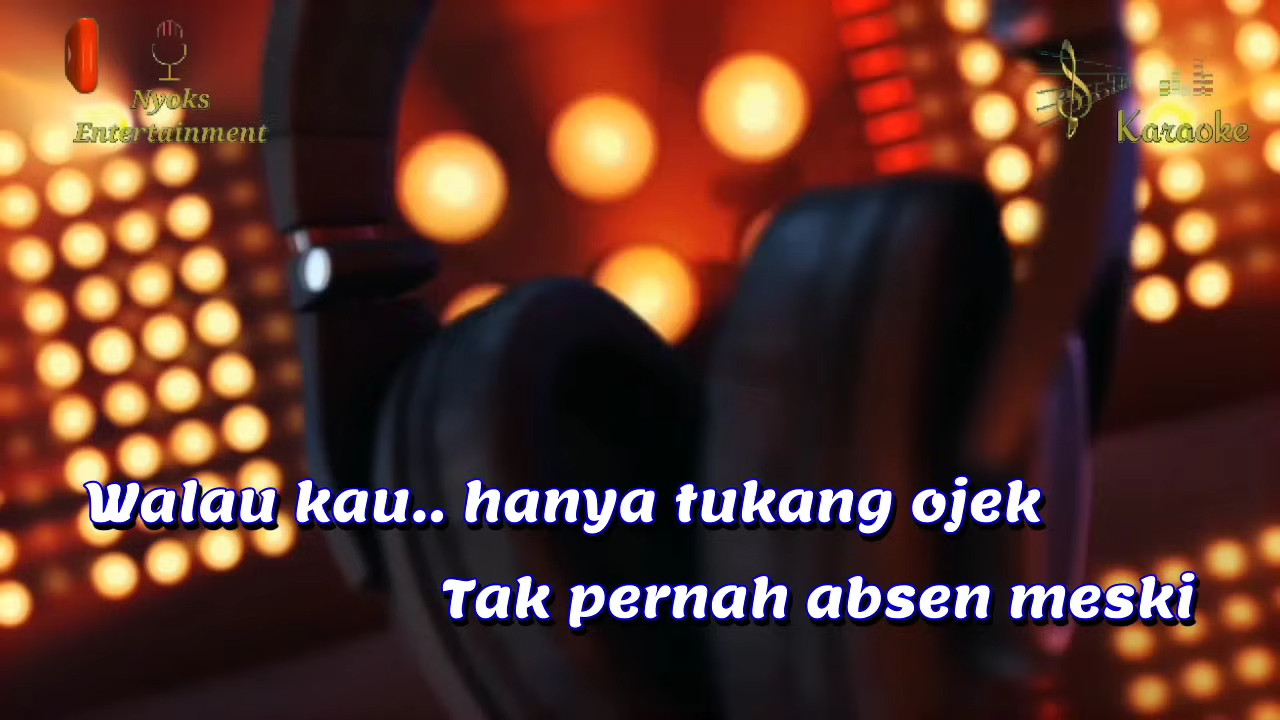 Nyoks
Entertainment
Karaoke
Walau kau.. hanya tukang ojek
Tak pernah absen meski